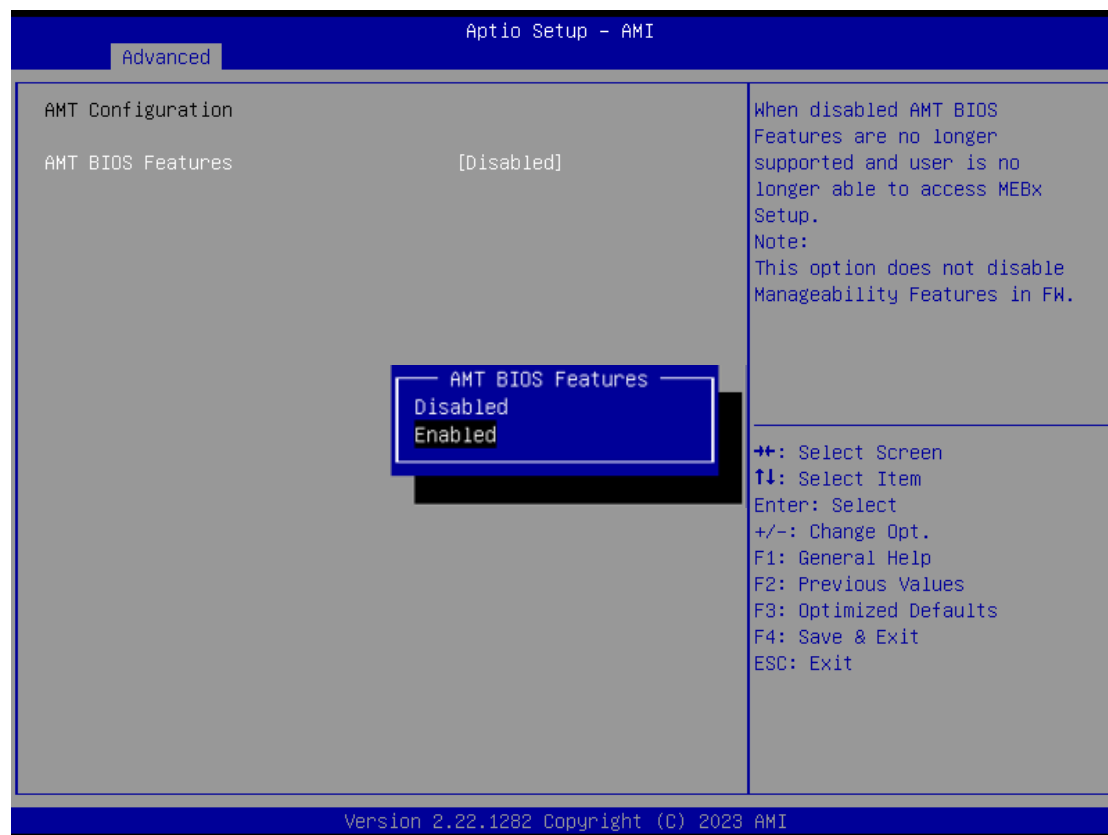 Aptio Setup – AMI
Advanced
AMT Configuration
AMT BIOS Features [Disabled]
When disabled AMT BIOS
Features are no longer
supported and user is no
longer able to access MEBx
Setup.
Note:
This option does not disable
Manageability Features in FW.
AMT BIOS Features
Disabled
Enabled
→←: Select Screen
↑↓: Select Item
Enter: Select
+/-: Change Opt.
F1: General Help
F2: Previous Values
F3: Optimized Defaults
F4: Save & Exit
ESC: Exit
Version 2.22.1282 Copyright (C) 2023 AMI